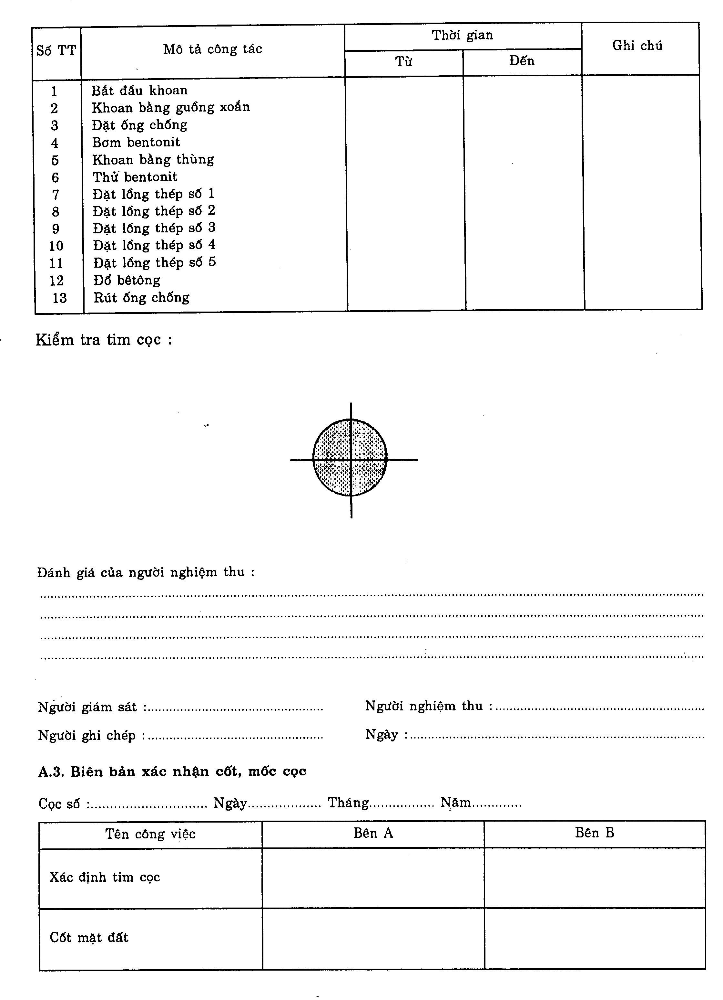 Số TT Mô tả công tác Thời gian Ghi chú
Từ Đến
1 Bắt đầu khoan
2 Khoan bằng guồng xoắn
3 Đặt ống chống
4 Bơm bentonit
5 Khoan bằng thùng
6 Thử bentonit
7 Đặt lồng thép số 1
8 Đặt lồng thép số 2
9 Đặt lồng thép số 3
10 Đặt lồng thép số 4
11 Đặt lồng thép số 5
12 Đổ bêtông
13 Rút ống chống
Kiểm tra tim cọc :
Đánh giá của người nghiệm thu :
Người giám sát :................ Người nghiệm thu :................
Người ghi chép :................ Ngày :................
A.3. Biên bản xác nhận cốt, mốc cọc
Cọc số :................ Ngày................ Tháng................ Năm.............
Tên công việc Bên A Bên B
Xác định tim cọc
Cốt mặt đất